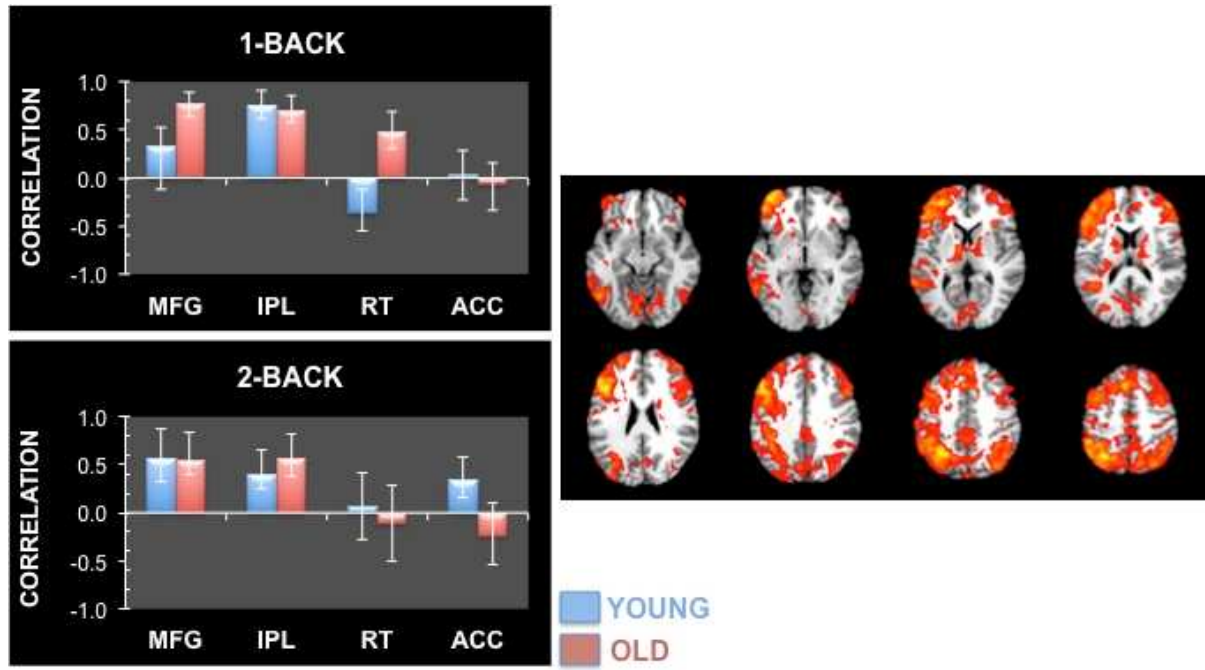 1-BACK
CORRELATION
1.0
0.5
0.0
-0.5
-1.0
MFG IPL RT ACC
2-BACK
CORRELATION
1.0
0.5
0.0
-0.5
-1.0
MFG IPL RT ACC
YOUNG
OLD